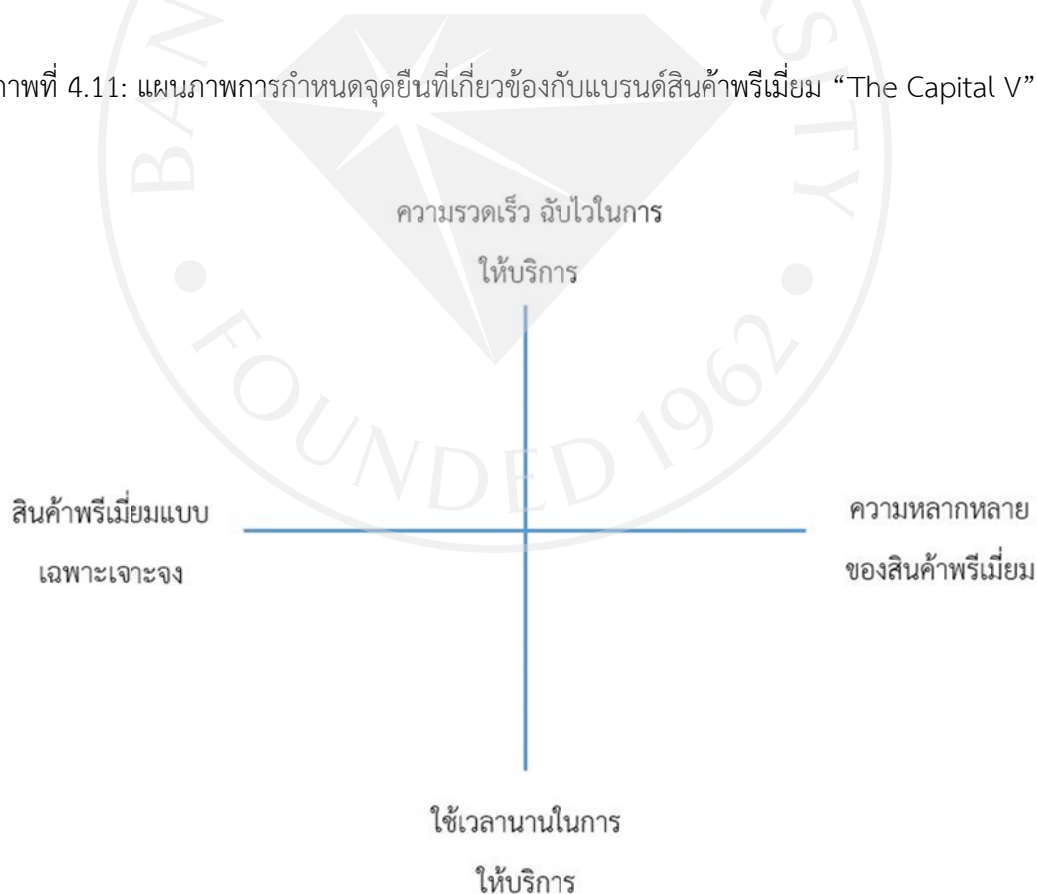 าพที่ 4.11: แผนภาพการกำหนดจุดยืนที่เกี่ยวข้องกับแบรนด์สินค้าพรีเมี่ยม “The Capital V”
ความรวดเร็ว ฉับไวในการ
ให้บริการ
สินค้าพรีเมี่ยมแบบ
เฉพาะเจาะจง
ความหลากหลาย
ของสินค้าพรีเมี่ยม
ใช้เวลานานในการ
ให้บริการ
BAN
SITY
FOUNDED 1962